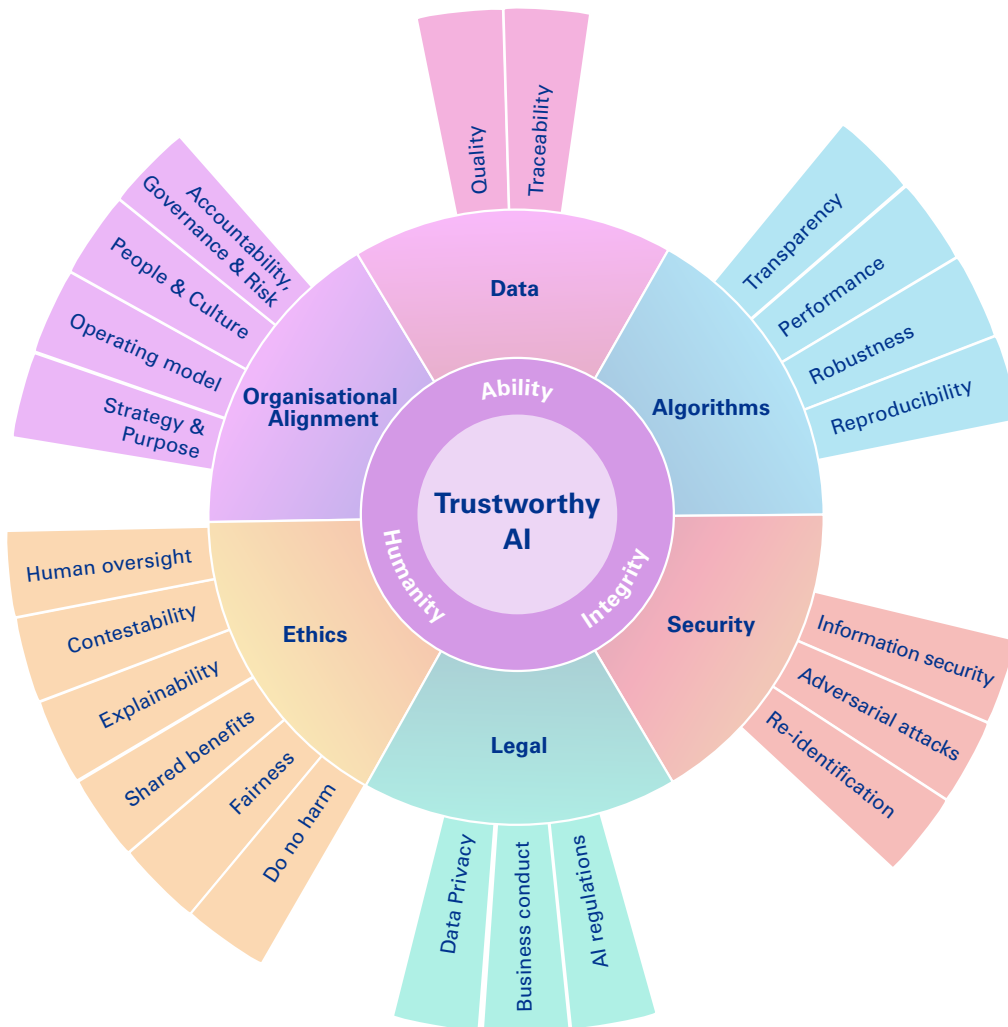 Trustworthy
AI
Ability
Integrity
Humanity
Data
Quality
Traceability
Algorithms
Transparency
Performance
Robustness
Reproducibility
Security
Information security
Adversarial attacks
Re-identification
Legal
AI regulations
Business conduct
Data Privacy
Ethics
Do no harm
Fairness
Shared benefits
Explainability
Contestability
Human oversight
Organisational
Alignment
Strategy &
Purpose
Operating model
People & Culture
Accountability,
Governance & Risk